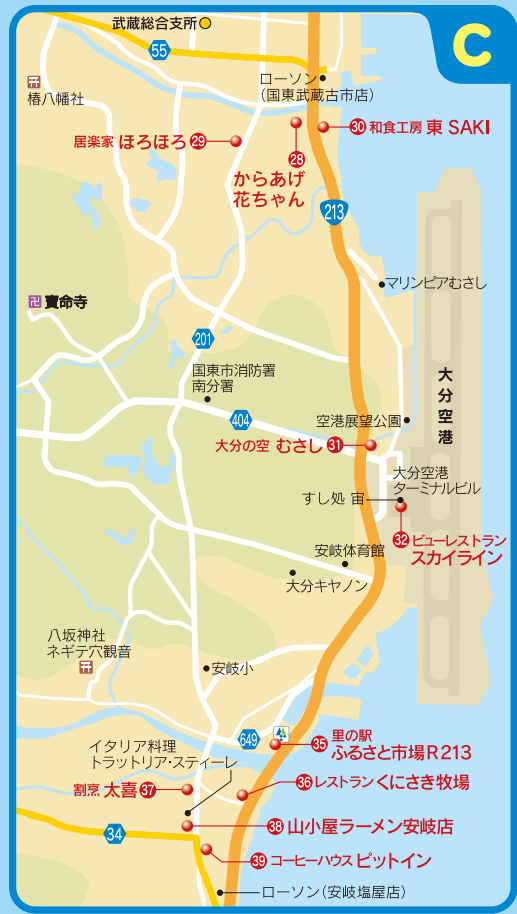 C
武蔵総合支所
55
椿八幡社
ローソン
(国東武蔵古市店)
居楽家 ほろほろ 29
28
からあげ
花ちゃん
30 和食工房 東 SAKI
213
マリンピアむさし
寶命寺
201
国東市消防署
南分署
404
大分空港
空港展望公園
大分の空 むさし 31
大分空港
ターミナルビル
すし処 宙
32 ビューレストラン
スカイライン
安岐体育館
大分キヤノン
八坂神社
ネギテ穴観音
安岐小
649
35 里の駅
ふるさと市場R213
イタリア料理
トラットリア・スティーレ
36 レストランくにさき牧場
割烹 太喜 37
34
38 山小屋ラーメン安岐店
39 コーヒーハウス ピットイン
ローソン(安岐塩屋店)